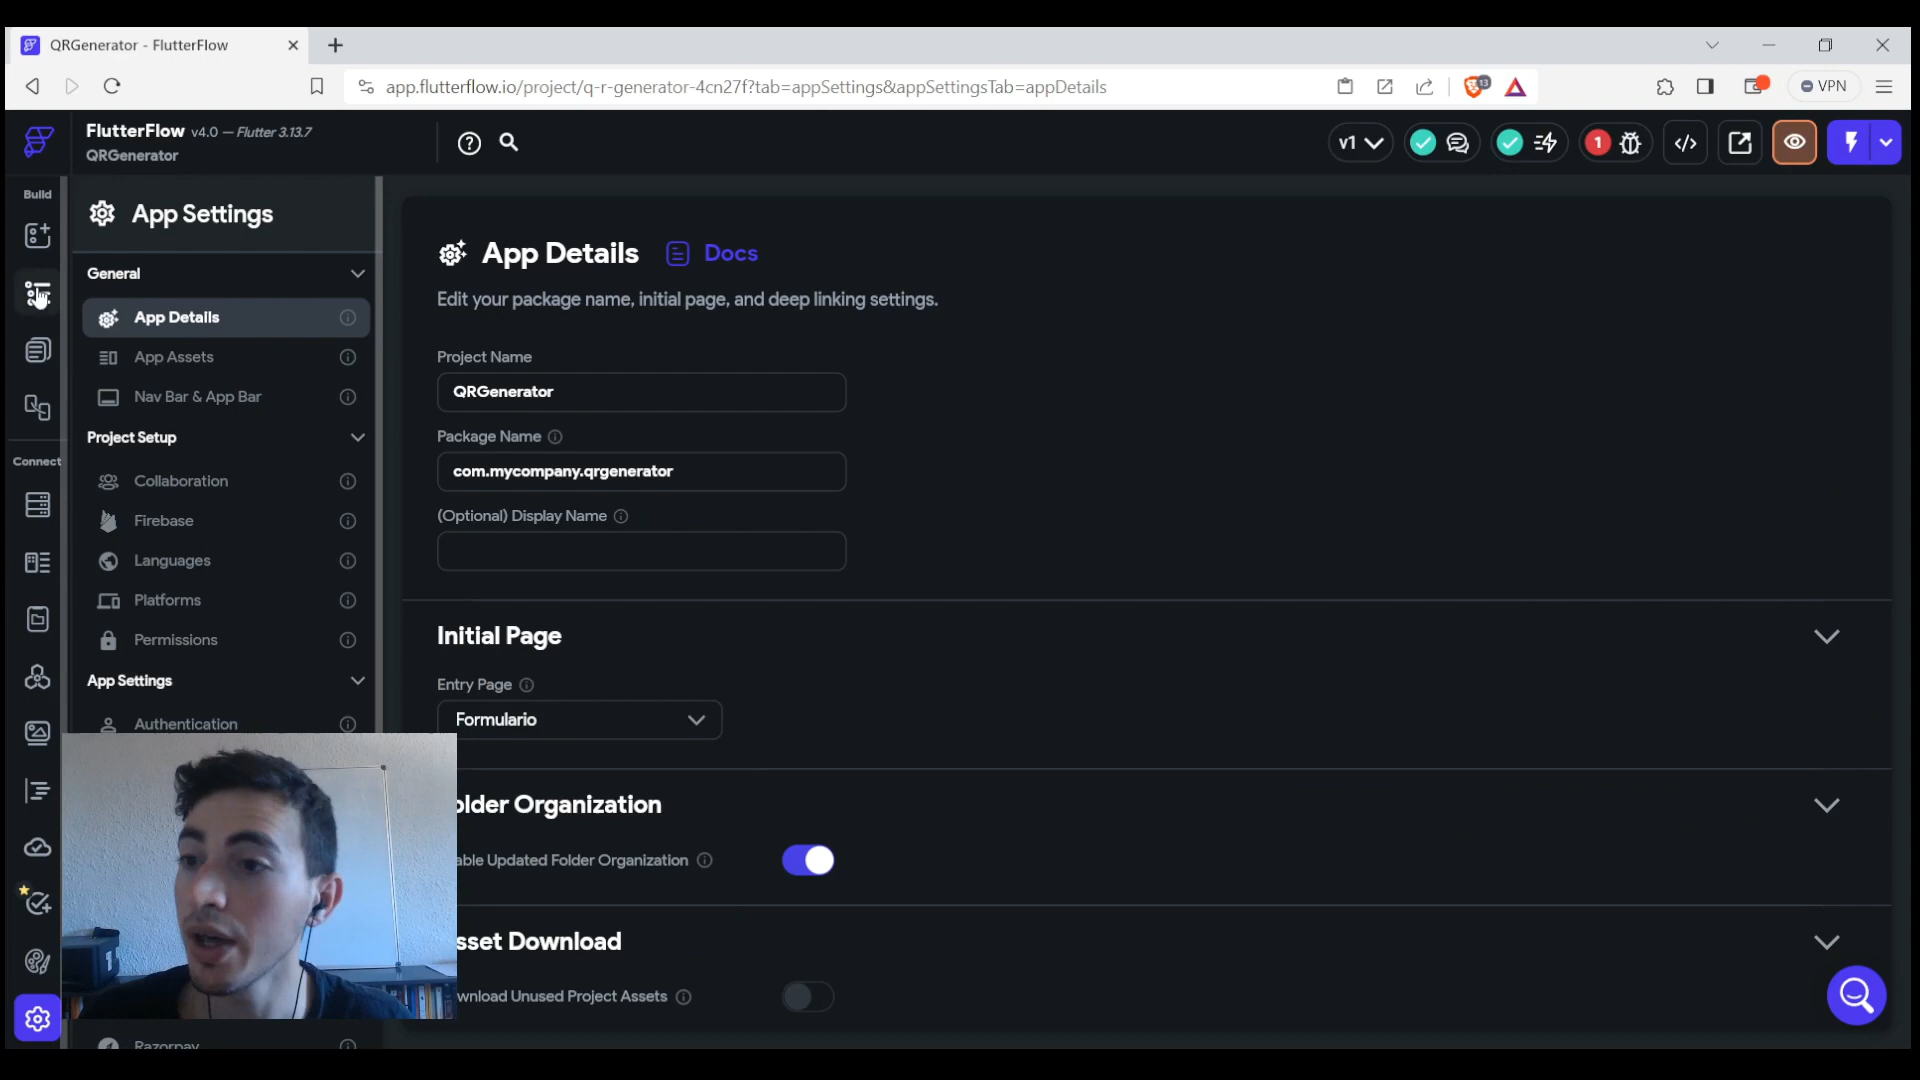 QRGenerator - FlutterFlow
app.flutterflow.io/project/q-r-generator-4cn27f?tab=appSettings&appSettingsTab=appDetails
13
VPN
FlutterFlow v4.0 — Flutter 3.13.7
QRGenerator
v1
1
Build
Connect
App Settings
General
App Details
App Assets
Nav Bar & App Bar
Project Setup
Collaboration
Firebase
Languages
Platforms
Permissions
App Settings
Authentication
Razorpay
App Details
Docs
Edit your package name, initial page, and deep linking settings.
Project Name
QRGenerator
Package Name
com.mycompany.qrgenerator
(Optional) Display Name
Initial Page
Entry Page
Formulario
older Organization
able Updated Folder Organization
sset Download
wnload Unused Project Assets